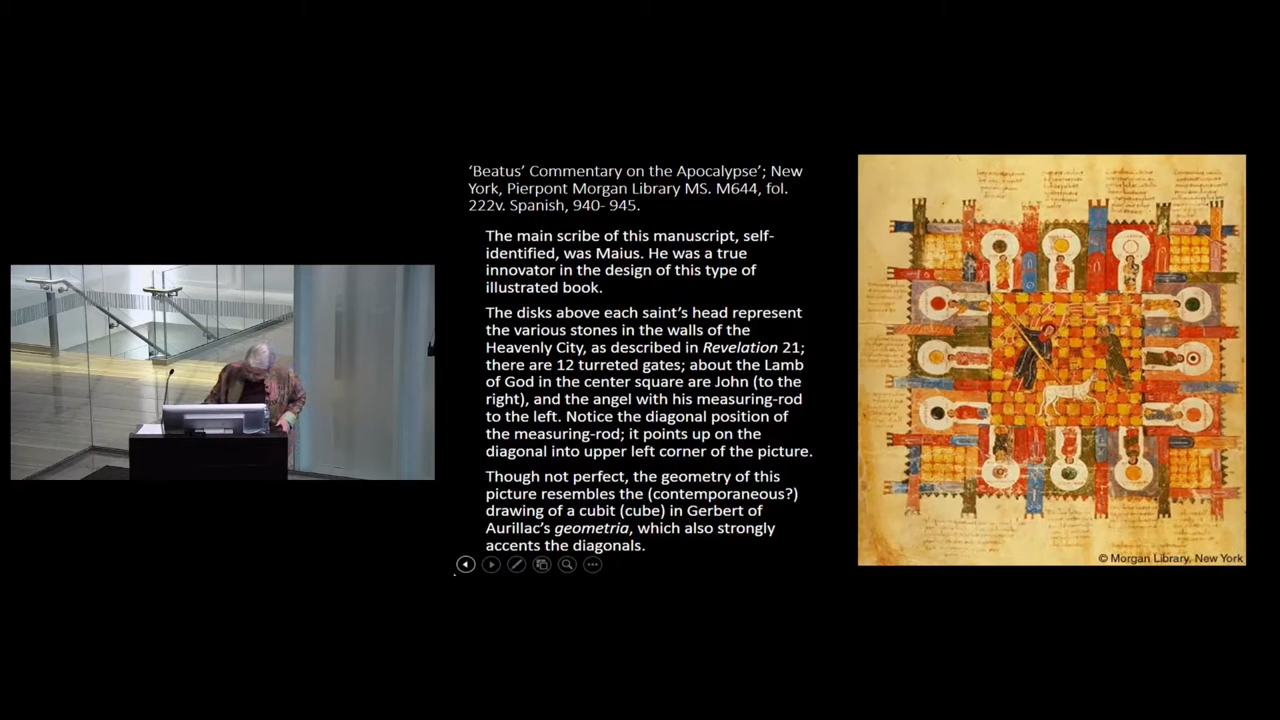 ‘Beatus’ Commentary on the Apocalypse’; New
York, Pierpont Morgan Library MS. M644, fol.
222v. Spanish, 940- 945.
The main scribe of this manuscript, self-
identified, was Maius. He was a true
innovator in the design of this type of
illustrated book.
The disks above each saint’s head represent
the various stones in the walls of the
Heavenly City, as described in Revelation 21;
there are 12 turreted gates; about the Lamb
of God in the center square are John (to the
right), and the angel with his measuring-rod
to the left. Notice the diagonal position of
the measuring-rod; it points up on the
diagonal into upper left corner of the picture.
Though not perfect, the geometry of this
picture resembles the (contemporaneous?)
drawing of a cubit (cube) in Gerbert of
Aurillac’s geometria, which also strongly
accents the diagonals.
© Morgan Library, New York